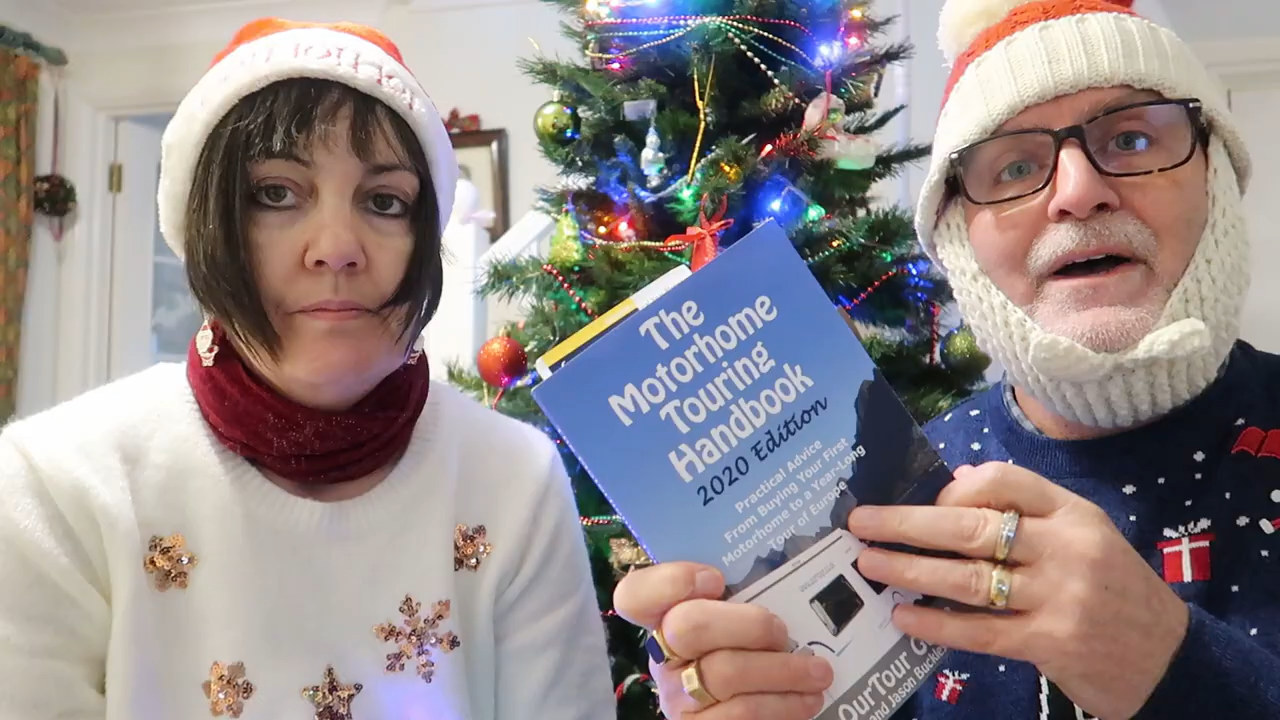 The
Motorhome
Touring
Handbook
2020 Edition
Practical Advice
From Buying Your First
Motorhome to a Year-Long
Tour of Europe
OurTour
and Jason Buckle